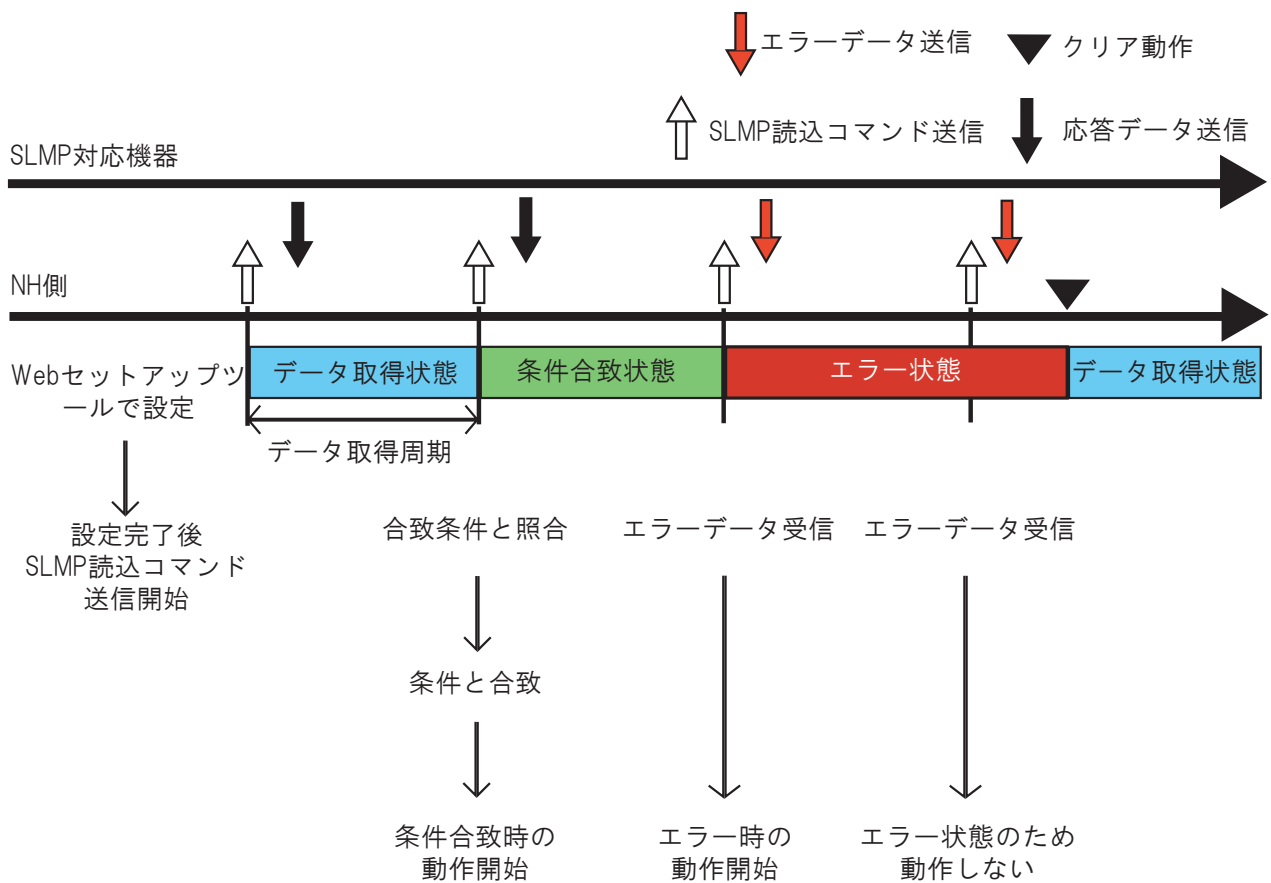 エラーデータ送信
クリア動作
SLMP読込コマンド送信
応答データ送信
SLMP対応機器
NH側
Webセットアップツ
ールで設定
データ取得状態
条件合致状態
エラー状態
データ取得状態
データ取得周期
設定完了後
SLMP読込コマンド
送信開始
合致条件と照合
条件と合致
条件合致時の
動作開始
エラーデータ受信
エラー時の
動作開始
エラーデータ受信
エラー状態のため
動作しない